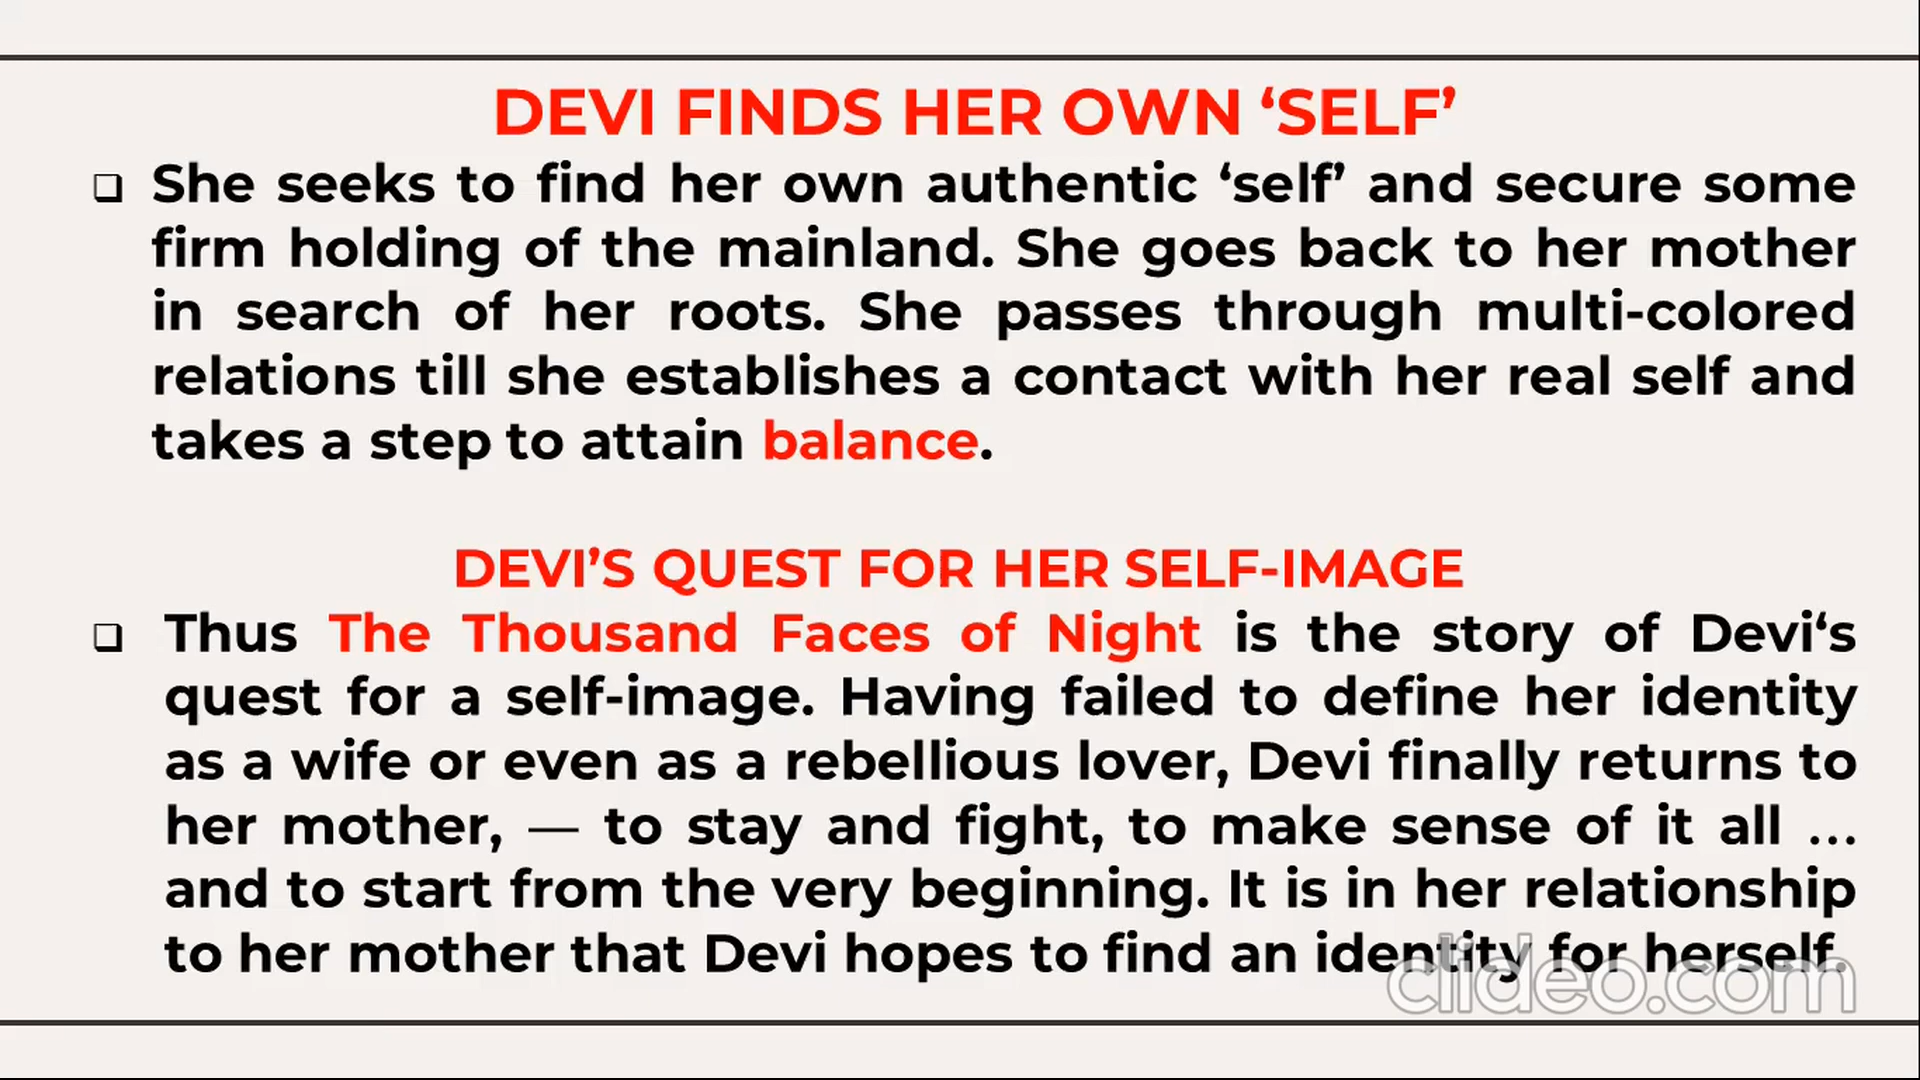 DEVI FINDS HER OWN ‘SELF’
❑ She seeks to find her own authentic ‘self’ and secure some
firm holding of the mainland. She goes back to her mother
in search of her roots. She passes through multi-colored
relations till she establishes a contact with her real self and
takes a step to attain balance.
DEVI’S QUEST FOR HER SELF-IMAGE
❑ Thus The Thousand Faces of Night is the story of Devi‘s
quest for a self-image. Having failed to define her identity
as a wife or even as a rebellious lover, Devi finally returns to
her mother, — to stay and fight, to make sense of it all …
and to start from the very beginning. It is in her relationship
to her mother that Devi hopes to find an identity for herself.
clideo.com